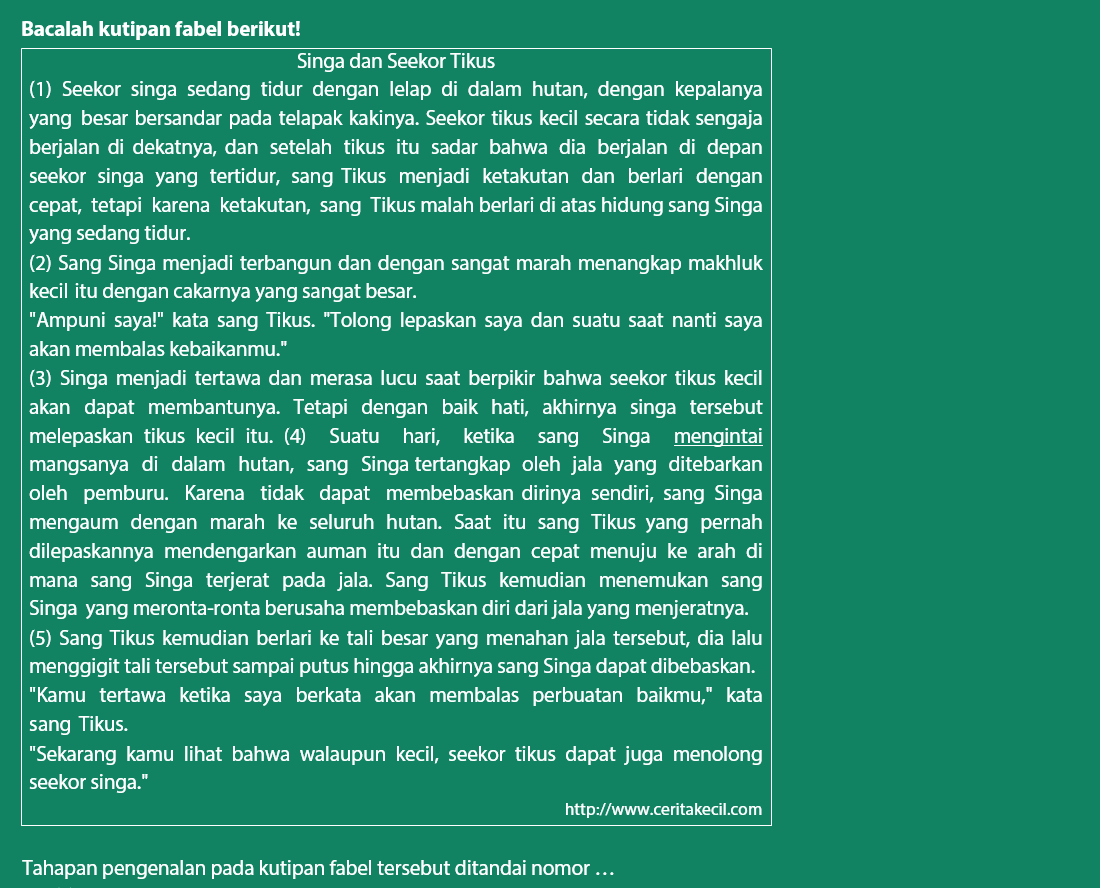 Bacalah kutipan fabel berikut!
Singa dan Seekor Tikus
(1) Seekor singa sedang tidur dengan lelap di dalam hutan, dengan kepalanya
yang besar bersandar pada telapak kakinya. Seekor tikus kecil secara tidak sengaja
berjalan di dekatnya, dan setelah tikus itu sadar bahwa dia berjalan di depan
seekor singa yang tertidur, sang Tikus menjadi ketakutan dan berlari dengan
cepat, tetapi karena ketakutan, sang Tikus malah berlari di atas hidung sang Singa
yang sedang tidur.
(2) Sang Singa menjadi terbangun dan dengan sangat marah menangkap makhluk
kecil itu dengan cakarnya yang sangat besar.
"Ampuni saya!" kata sang Tikus. "Tolong lepaskan saya dan suatu saat nanti saya
akan membalas kebaikanmu."
(3) Singa menjadi tertawa dan merasa lucu saat berpikir bahwa seekor tikus kecil
akan dapat membantunya. Tetapi dengan baik hati, akhirnya singa tersebut
melepaskan tikus kecil itu. (4) Suatu hari, ketika sang Singa mengintai
mangsanya di dalam hutan, sang Singa tertangkap oleh jala yang ditebarkan
oleh pemburu. Karena tidak dapat membebaskan dirinya sendiri, sang Singa
mengaum dengan marah ke seluruh hutan. Saat itu sang Tikus yang pernah
dilepaskannya mendengarkan auman itu dan dengan cepat menuju ke arah di
mana sang Singa terjerat pada jala. Sang Tikus kemudian menemukan sang
Singa yang meronta-ronta berusaha membebaskan diri dari jala yang menjeratnya.
(5) Sang Tikus kemudian berlari ke tali besar yang menahan jala tersebut, dia lalu
menggigit tali tersebut sampai putus hingga akhirnya sang Singa dapat dibebaskan.
"Kamu tertawa ketika saya berkata akan membalas perbuatan baikmu," kata
sang Tikus.
"Sekarang kamu lihat bahwa walaupun kecil, seekor tikus dapat juga menolong
seekor singa."
http://www.ceritakecil.com
Tahapan pengenalan pada kutipan fabel tersebut ditandai nomor …